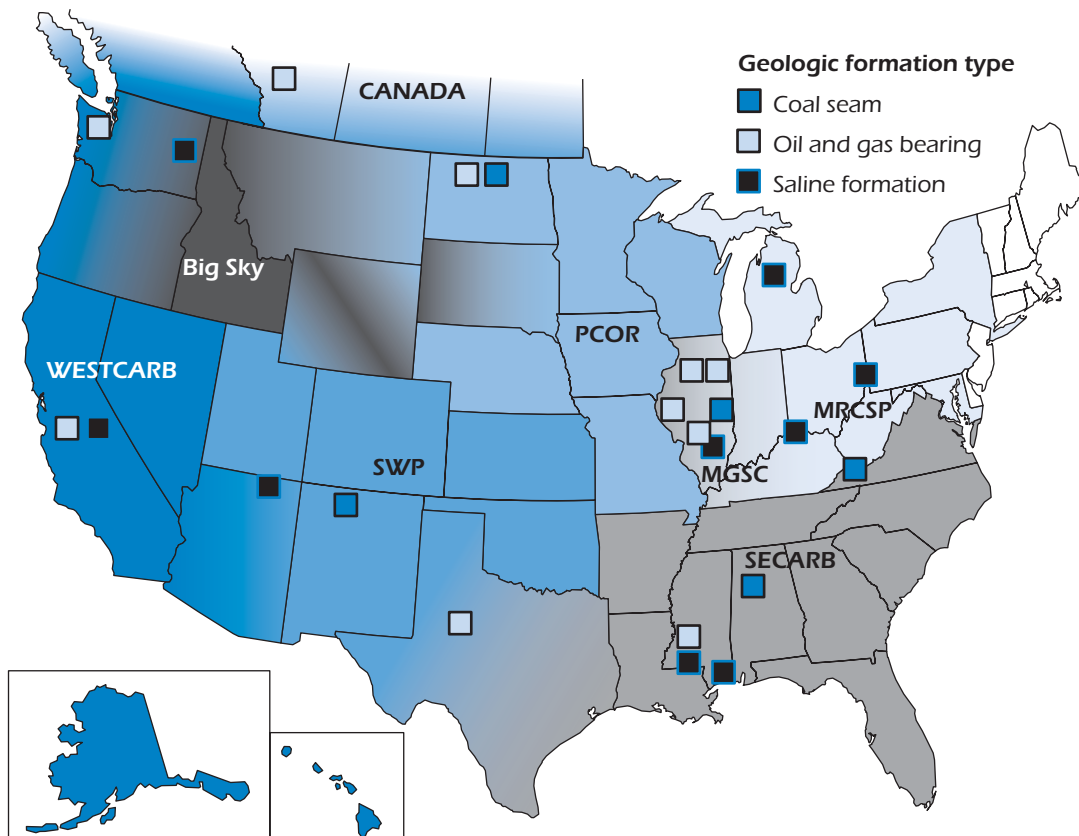 Geologic formation type
Coal seam
Oil and gas bearing
Saline formation
CANADA
Big Sky
WESTCARB
PCOR
MRCSP
SWP
MGSC
SECARB